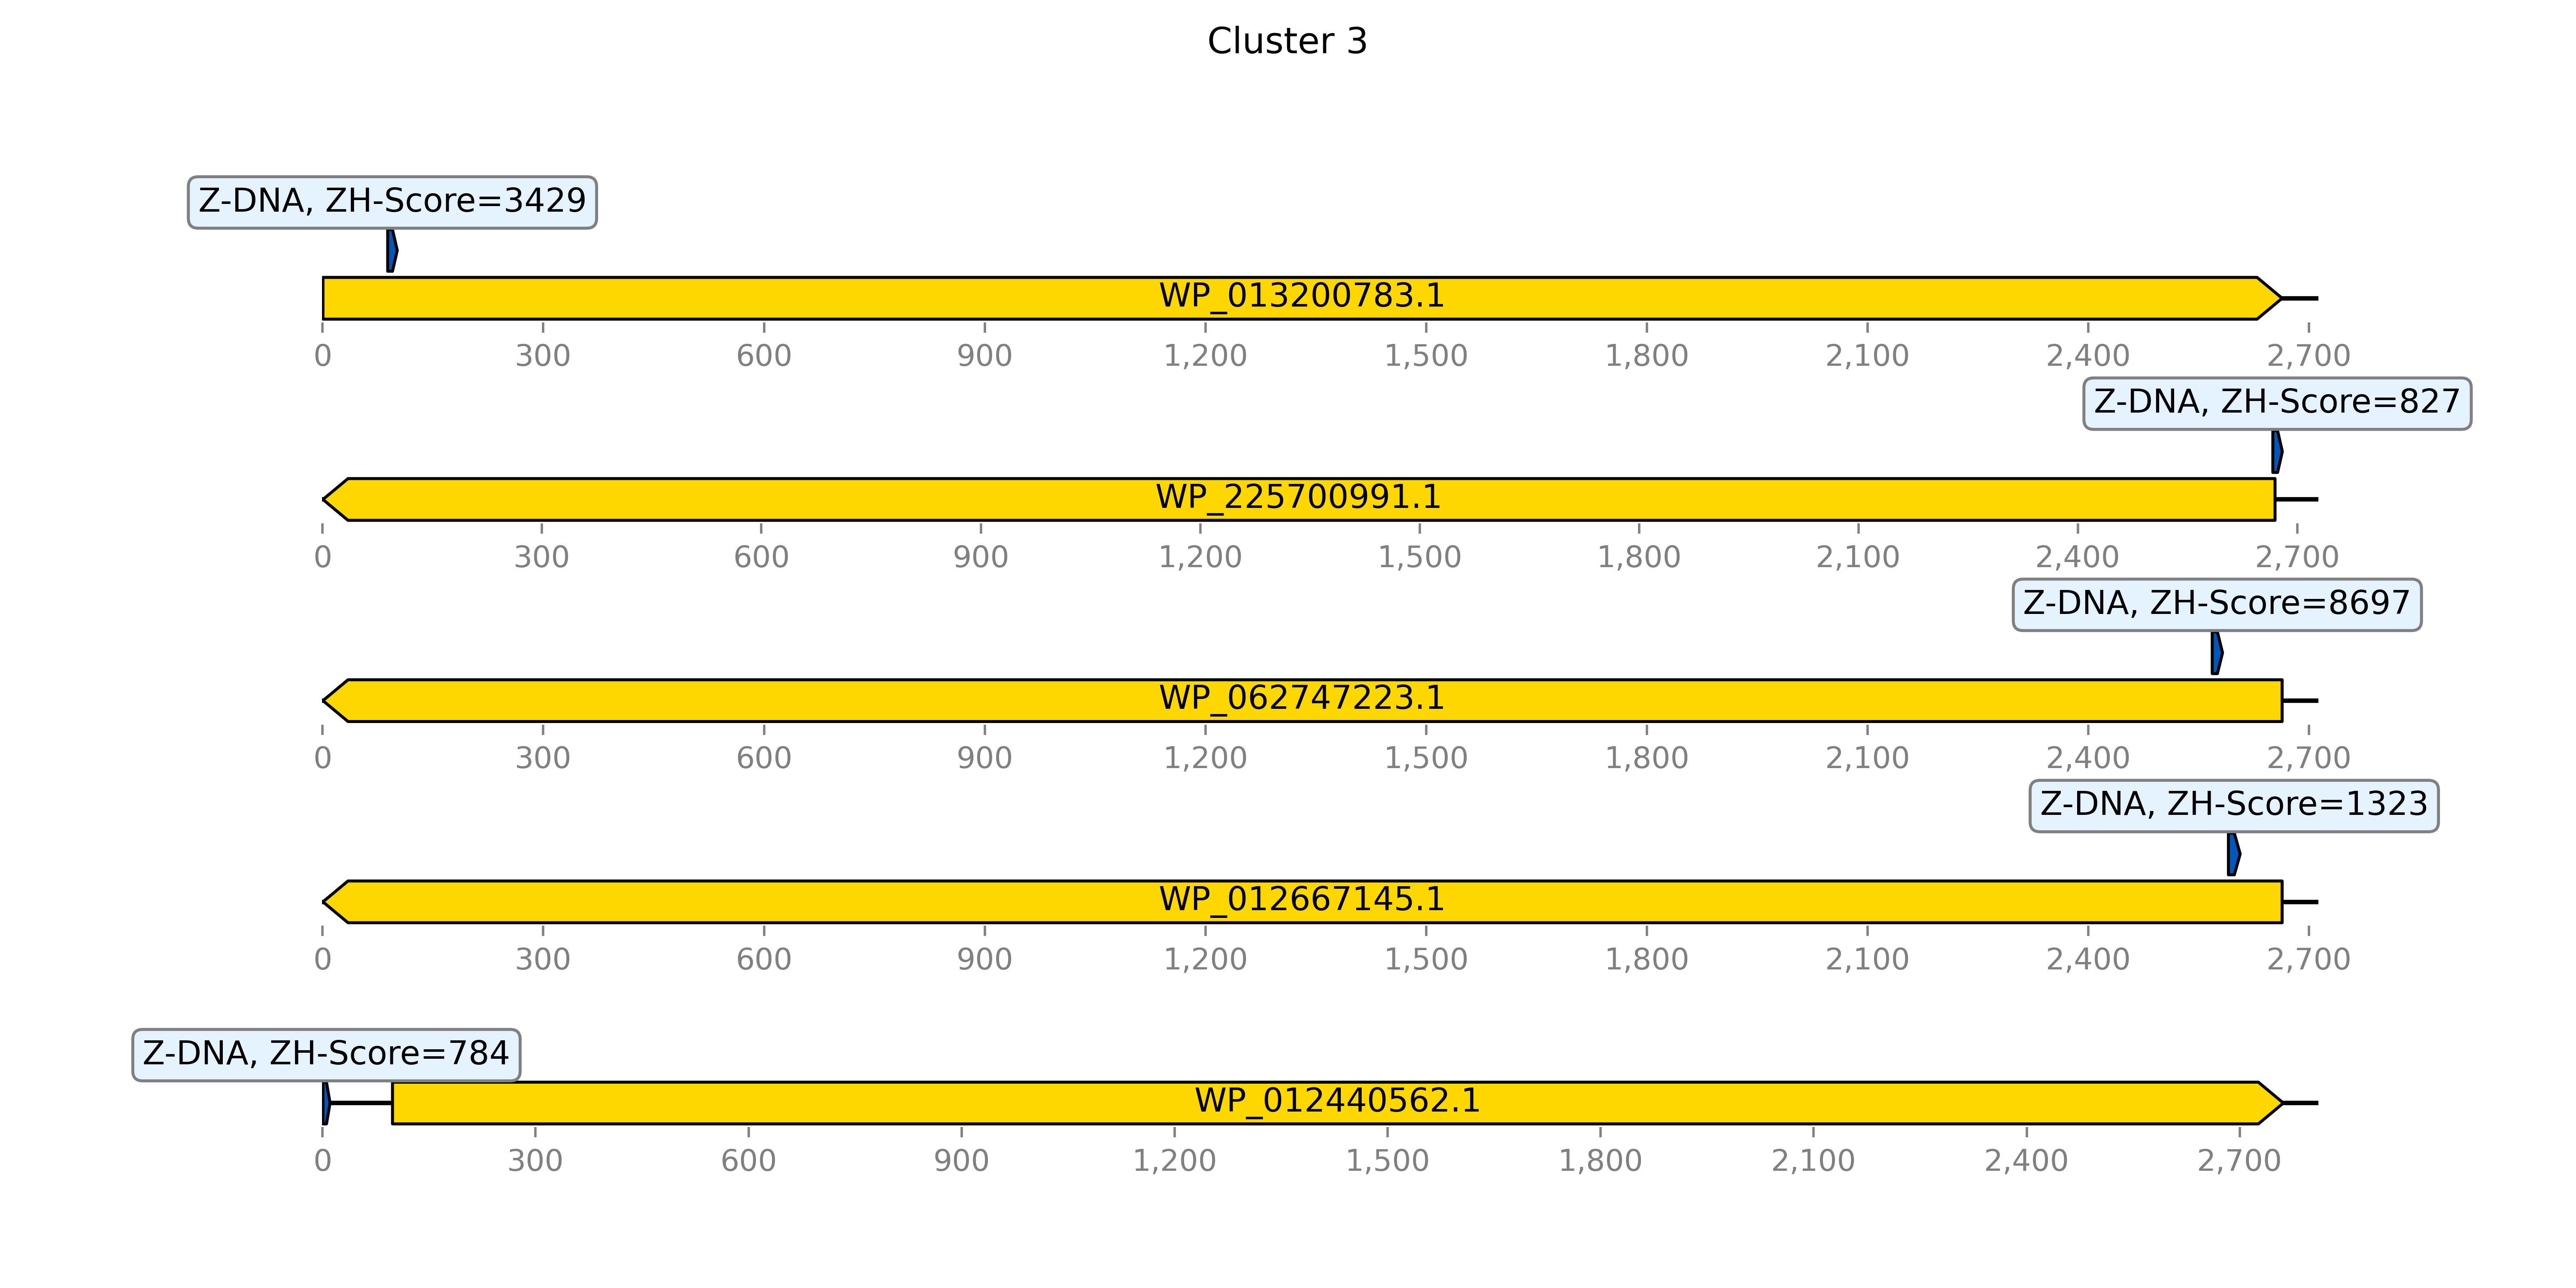 Cluster 3
Z-DNA, ZH-Score=3429
WP_013200783.1
0 300 600 900 1,200 1,500 1,800 2,100 2,400 2,700
Z-DNA, ZH-Score=827
WP_225700991.1
0 300 600 900 1,200 1,500 1,800 2,100 2,400 2,700
Z-DNA, ZH-Score=8697
WP_062747223.1
0 300 600 900 1,200 1,500 1,800 2,100 2,400 2,700
Z-DNA, ZH-Score=1323
WP_012667145.1
0 300 600 900 1,200 1,500 1,800 2,100 2,400 2,700
Z-DNA, ZH-Score=784
WP_012440562.1
0 300 600 900 1,200 1,500 1,800 2,100 2,400 2,700